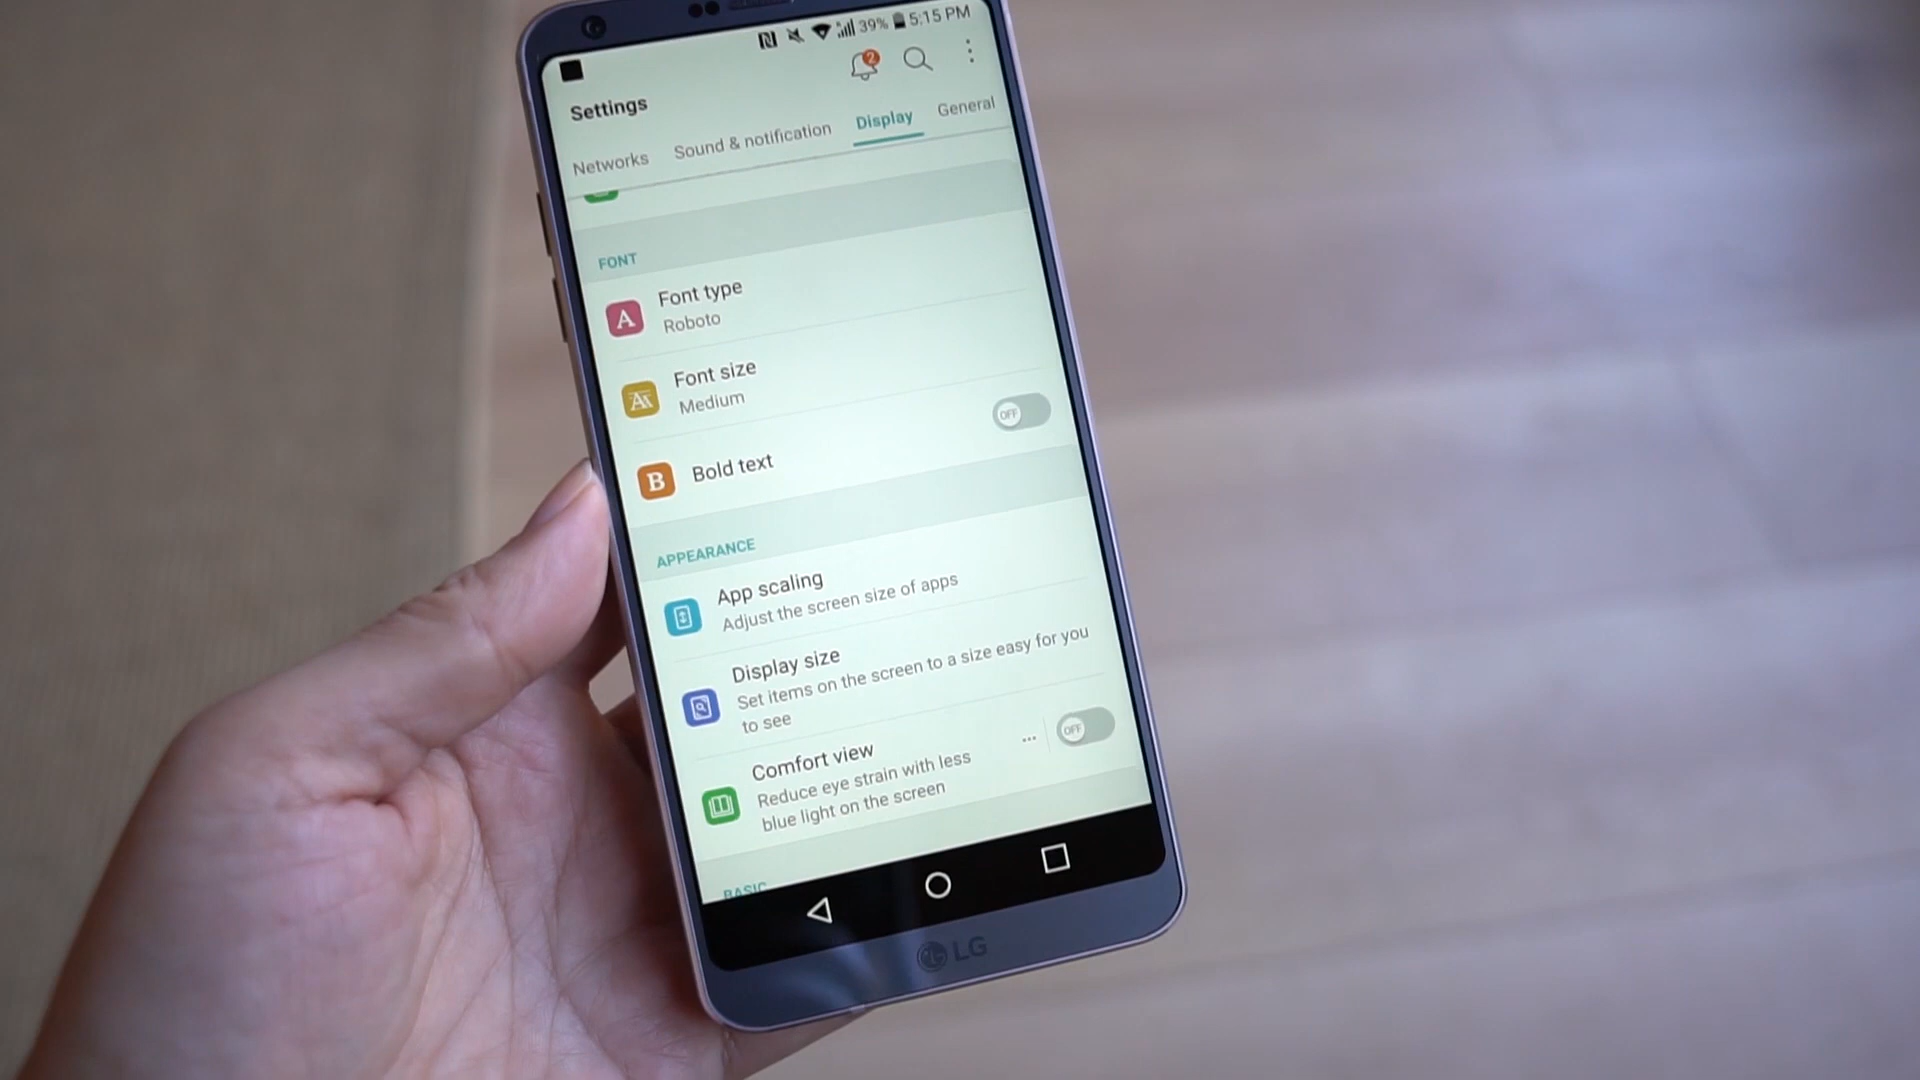 39% 5:15 PM
2
Settings
Networks Sound & notification Display General
FONT
A
Font type
Roboto
Font size
Medium
OFF
B
Bold text
APPEARANCE
App scaling
Adjust the screen size of apps
Display size
Set items on the screen to a size easy for you
to see
Comfort view
OFF
Reduce eye strain with less
blue light on the screen
BASIC
LG